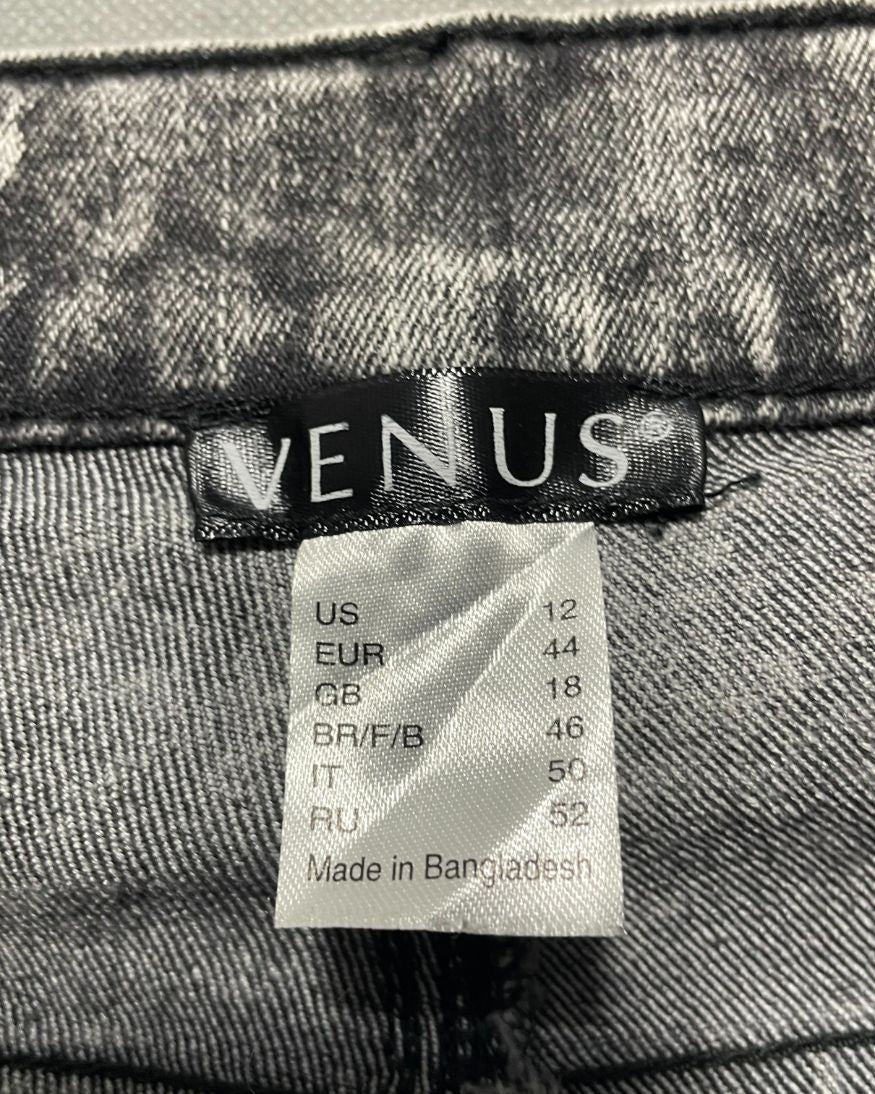 VENUS®
US 12
EUR 44
GB 18
BR/F/B 46
IT 50
RU 52
Made in Bangladesh